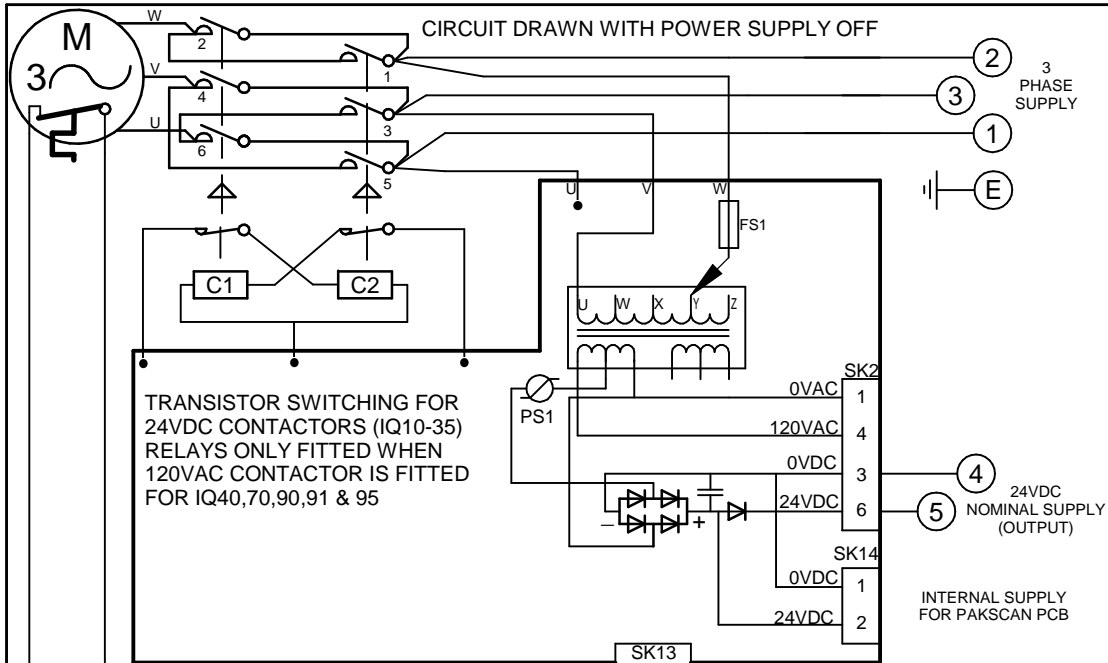 CIRCUIT DRAWN WITH POWER SUPPLY OFF
W
M
3
V
U
2
1
4
3
6
5
2
3
1
E
3
PHASE
SUPPLY
U
V
W
FS1
C1
C2
U
W
X
Y
Z
TRANSISTOR SWITCHING FOR
24VDC CONTACTORS (IQ10-35)
RELAYS ONLY FITTED WHEN
120VAC CONTACTOR IS FITTED
FOR IQ40,70,90,91 & 95
PS1
SK2
0VAC 1
120VAC 4
0VDC 3
24VDC 6
4
5
24VDC
NOMINAL SUPPLY
(OUTPUT)
– +
SK14
0VDC 1
24VDC 2
INTERNAL SUPPLY
FOR PAKSCAN PCB
SK13